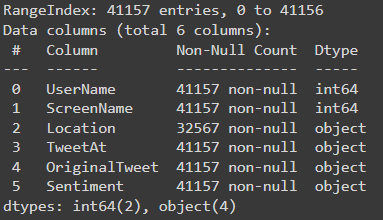 RangeIndex: 41157 entries, 0 to 41156
Data columns (total 6 columns):
 #   Column         Non-Null Count  Dtype
---  ------         --------------  -----
 0   UserName       41157 non-null  int64
 1   ScreenName     41157 non-null  int64
 2   Location       32567 non-null  object
 3   TweetAt        41157 non-null  object
 4   OriginalTweet  41157 non-null  object
 5   Sentiment      41157 non-null  object
dtypes: int64(2), object(4)